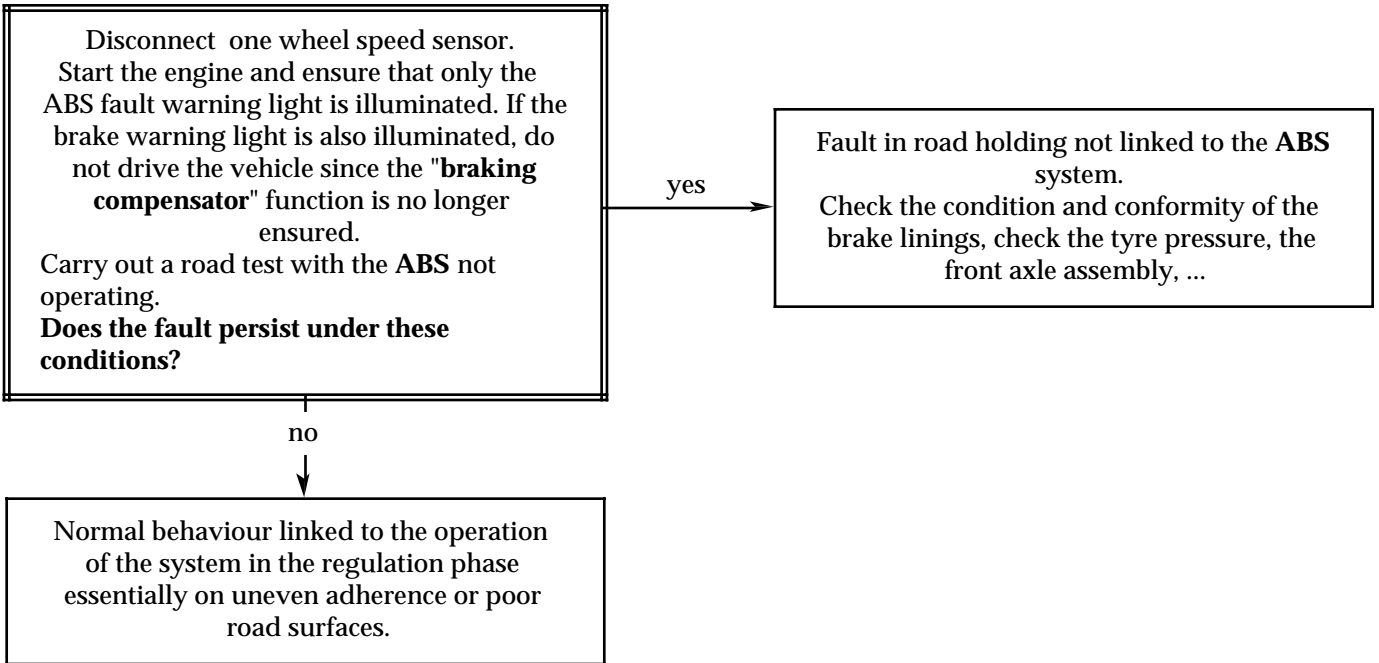 Disconnect one wheel speed sensor.
Start the engine and ensure that only the
ABS fault warning light is illuminated. If the
brake warning light is also illuminated, do
not drive the vehicle since the "braking
compensator" function is no longer
ensured.
Carry out a road test with the ABS not
operating.
Does the fault persist under these
conditions?
yes
Fault in road holding not linked to the ABS
system.
Check the condition and conformity of the
brake linings, check the tyre pressure, the
front axle assembly, ...
no
Normal behaviour linked to the operation
of the system in the regulation phase
essentially on uneven adherence or poor
road surfaces.